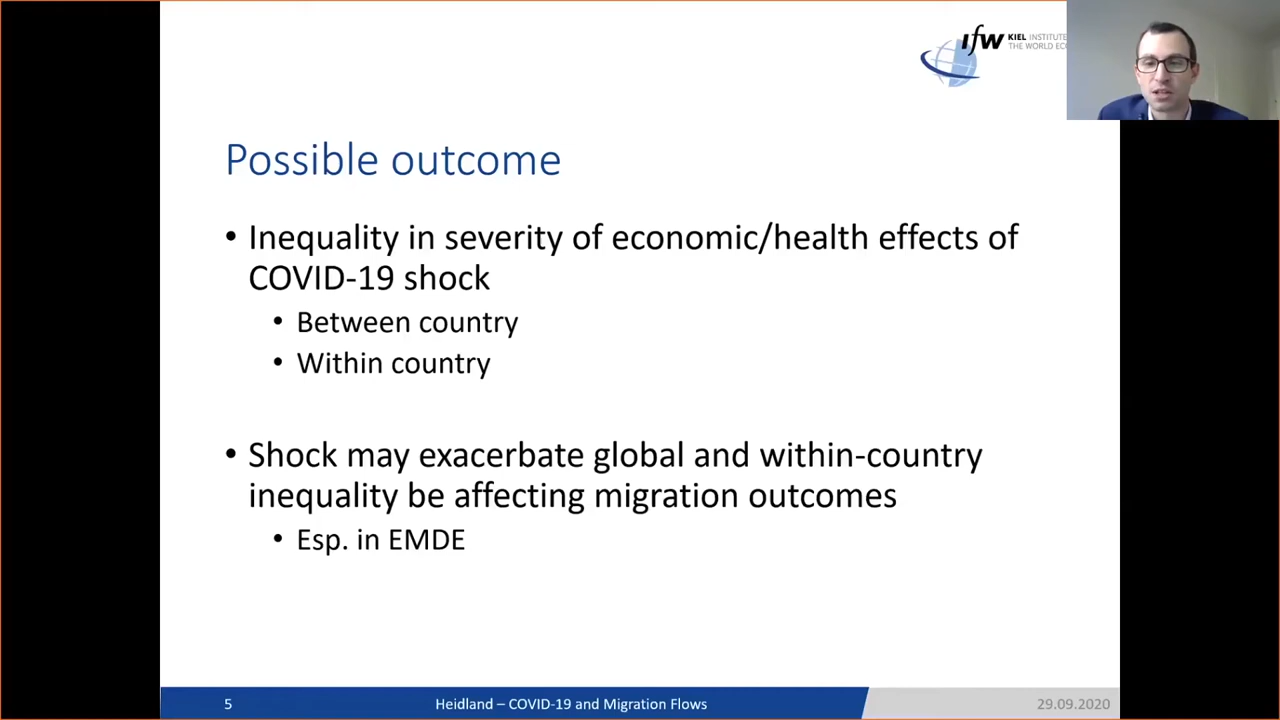 ifw KIEL INSTITUTE
THE WORLD
Possible outcome
• Inequality in severity of economic/health effects of
COVID-19 shock
• Between country
• Within country
• Shock may exacerbate global and within-country
inequality be affecting migration outcomes
• Esp. in EMDE
5 Heidland – COVID-19 and Migration Flows 29.09.2020